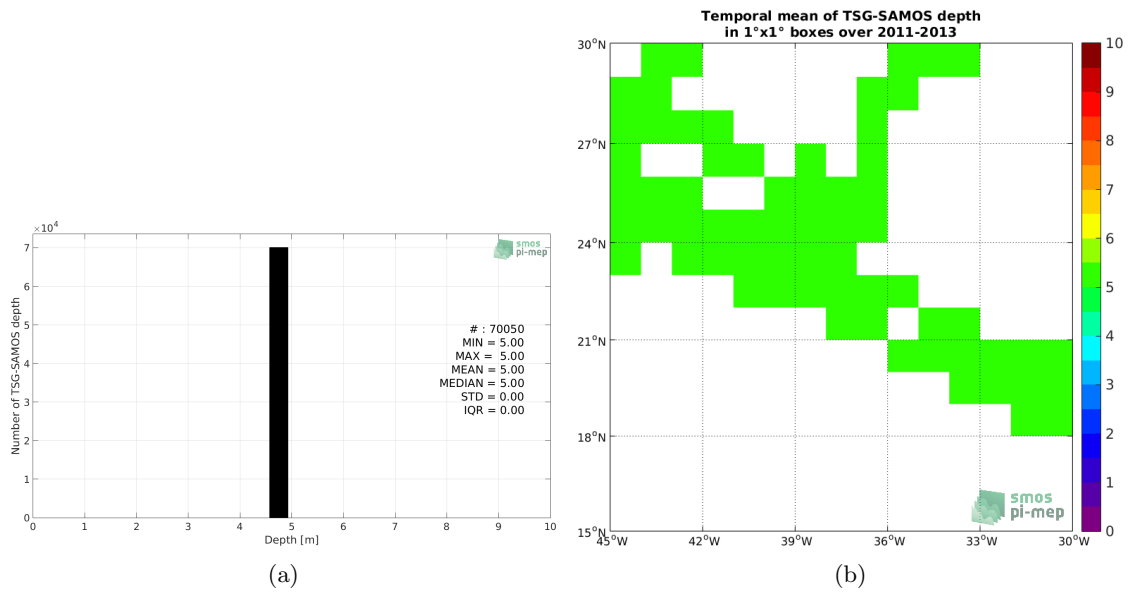 ×10⁴
7
6
5
4
3
2
1
0
Number of TSG-SAMOS depth
0 1 2 3 4 5 6 7 8 9 10
Depth [m]
smos
pi-mep
# : 70050
MIN = 5.00
MAX = 5.00
MEAN = 5.00
MEDIAN = 5.00
STD = 0.00
IQR = 0.00
(a)
Temporal mean of TSG-SAMOS depth
in 1°x1° boxes over 2011-2013
30°N
27°N
24°N
21°N
18°N
15°N
45°W 42°W 39°W 36°W 33°W 30°W
smos
pi-mep
10
9
8
7
6
5
4
3
2
1
0
(b)